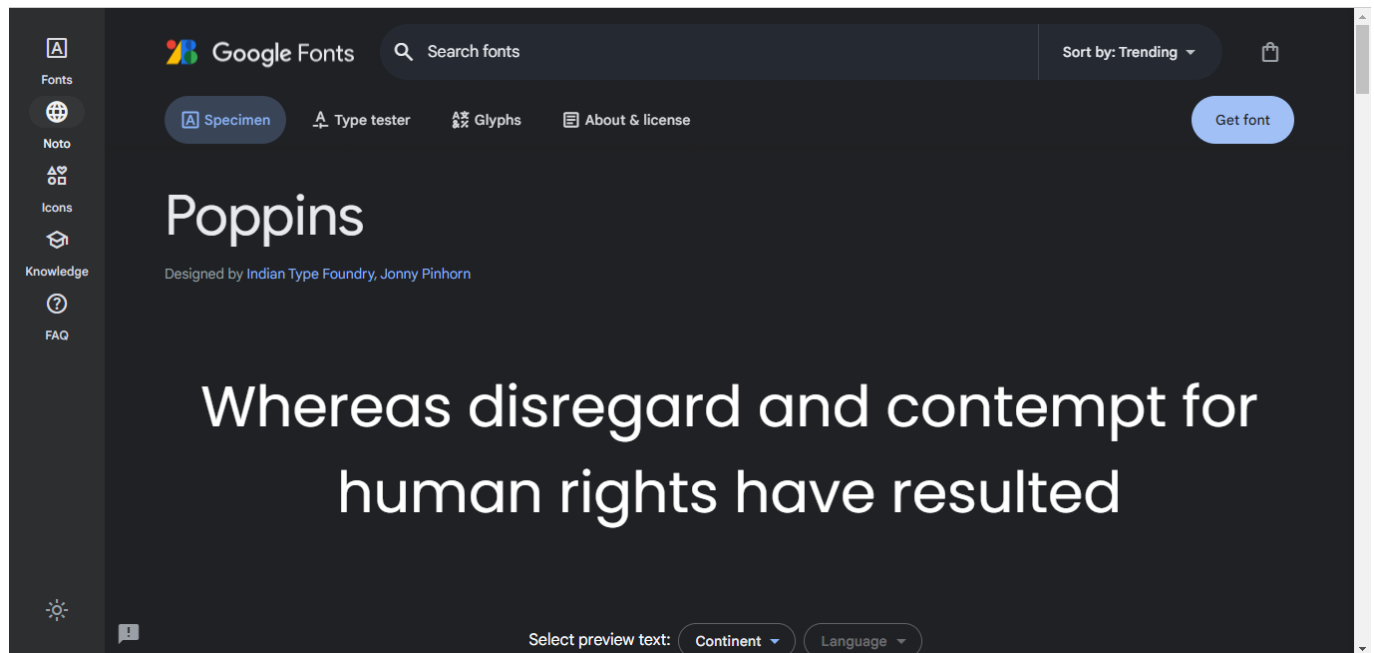 Fonts
Noto
Icons
Knowledge
FAQ
Google Fonts
Search fonts
Sort by: Trending
Specimen
Type tester
Glyphs
About & license
Get font
Poppins
Designed by Indian Type Foundry, Jonny Pinhorn
Whereas disregard and contempt for
human rights have resulted
Select preview text: Continent Language